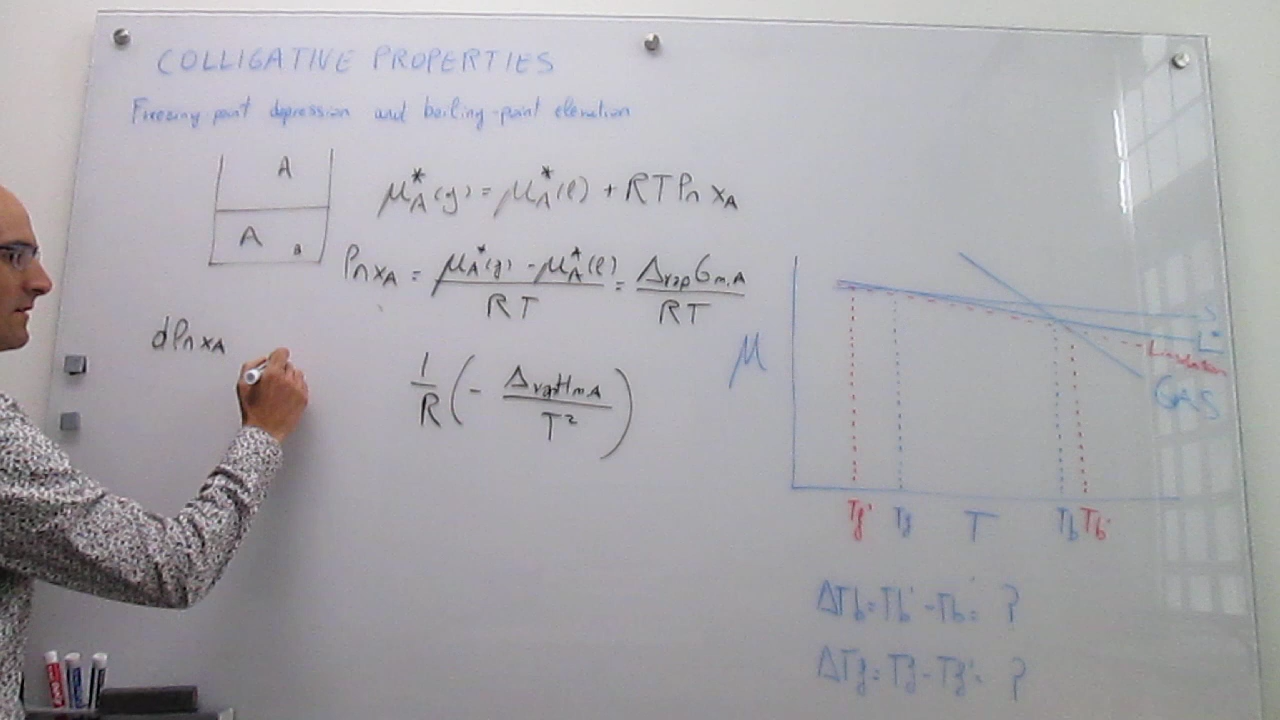 COLLIGATIVE PROPERTIES
Freezing-point depression and boiling-point elevation
A
A B
μ*A(g) = μ*A(l) + RT ln xA
ln xA = (μ*A(g) - μ*A(l)) / RT = ΔvapGm,A / RT
d ln xA
1/R (- ΔvapHm,A / T²)
μ
S
L
L solution
GAS
Tf' Tf T Tb Tb'
ΔTb = Tb' - Tb = ?
ΔTf = Tf - Tf' = ?